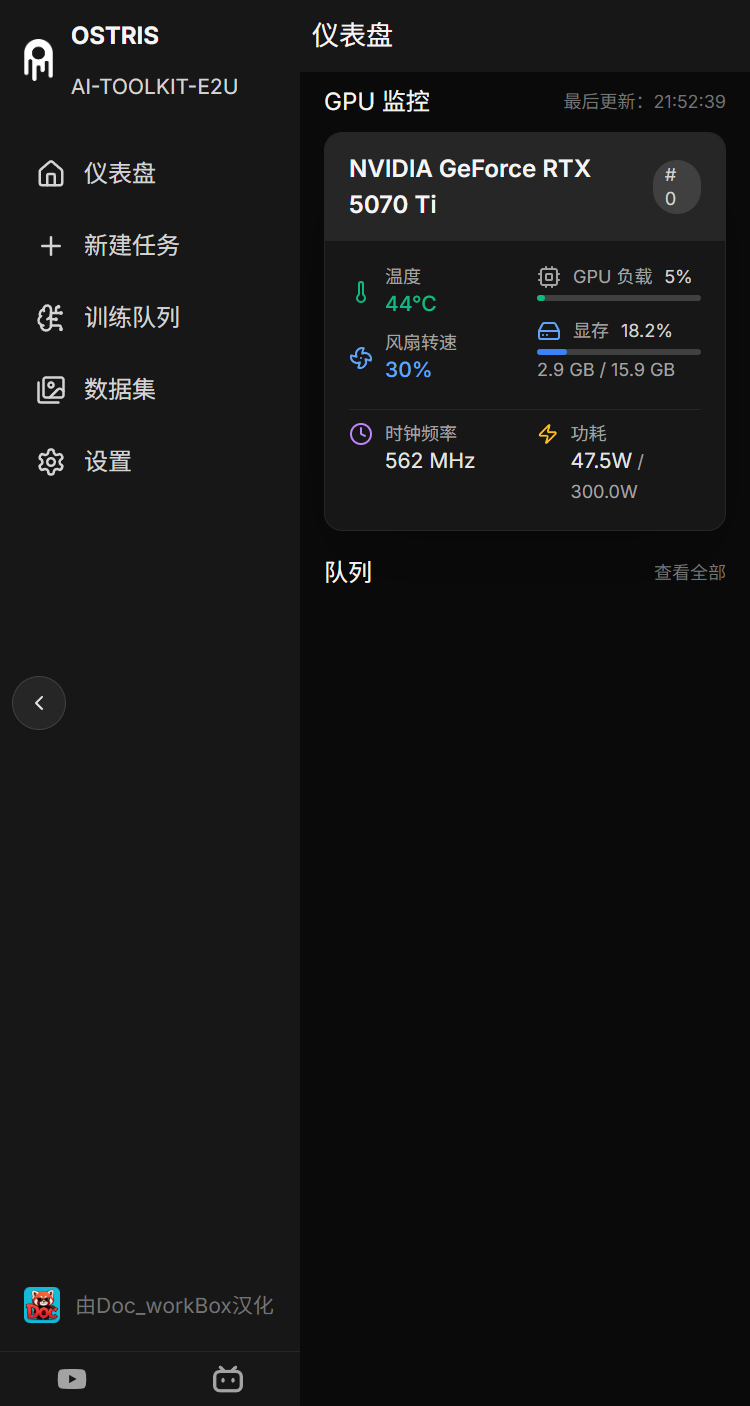 OSTRIS
AI-TOOLKIT-E2U
仪表盘
新建任务
训练队列
数据集
设置
由Doc_workBox汉化
仪表盘
GPU 监控
最后更新：21:52:39
NVIDIA GeForce RTX
5070 Ti
#
0
温度
44°C
GPU 负载 5%
风扇转速
30%
显存 18.2%
2.9 GB / 15.9 GB
时钟频率
562 MHz
功耗
47.5W /
300.0W
队列
查看全部
DOC